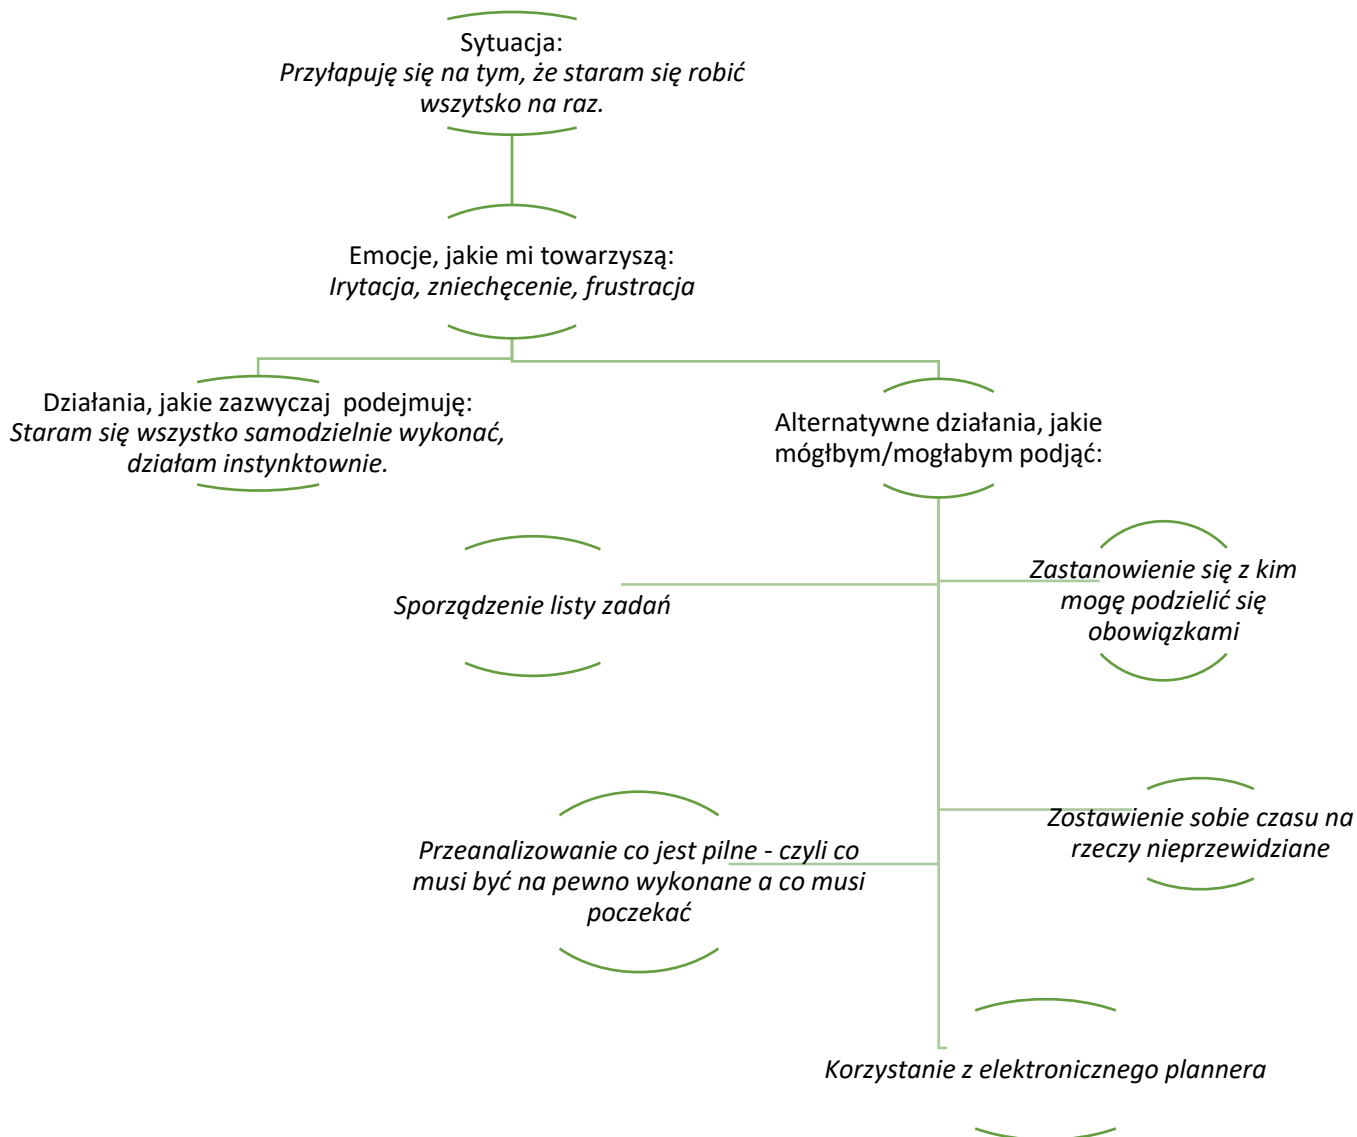 Sytuacja:
Przyłapuję się na tym, że staram się robić
wszytsko na raz.
Emocje, jakie mi towarzyszą:
Irytacja, zniechęcenie, frustracja
Działania, jakie zazwyczaj  podejmuję:
Staram się wszystko samodzielnie wykonać,
działam instynktownie.
Alternatywne działania, jakie
mógłbym/mogłabym podjąć:
Sporządzenie listy zadań
Zastanowienie się z kim
mogę podzielić się
obowiązkami
Przeanalizowanie co jest pilne - czyli co
musi być na pewno wykonane a co musi
poczekać
Zostawienie sobie czasu na
rzeczy nieprzewidziane
Korzystanie z elektronicznego plannera